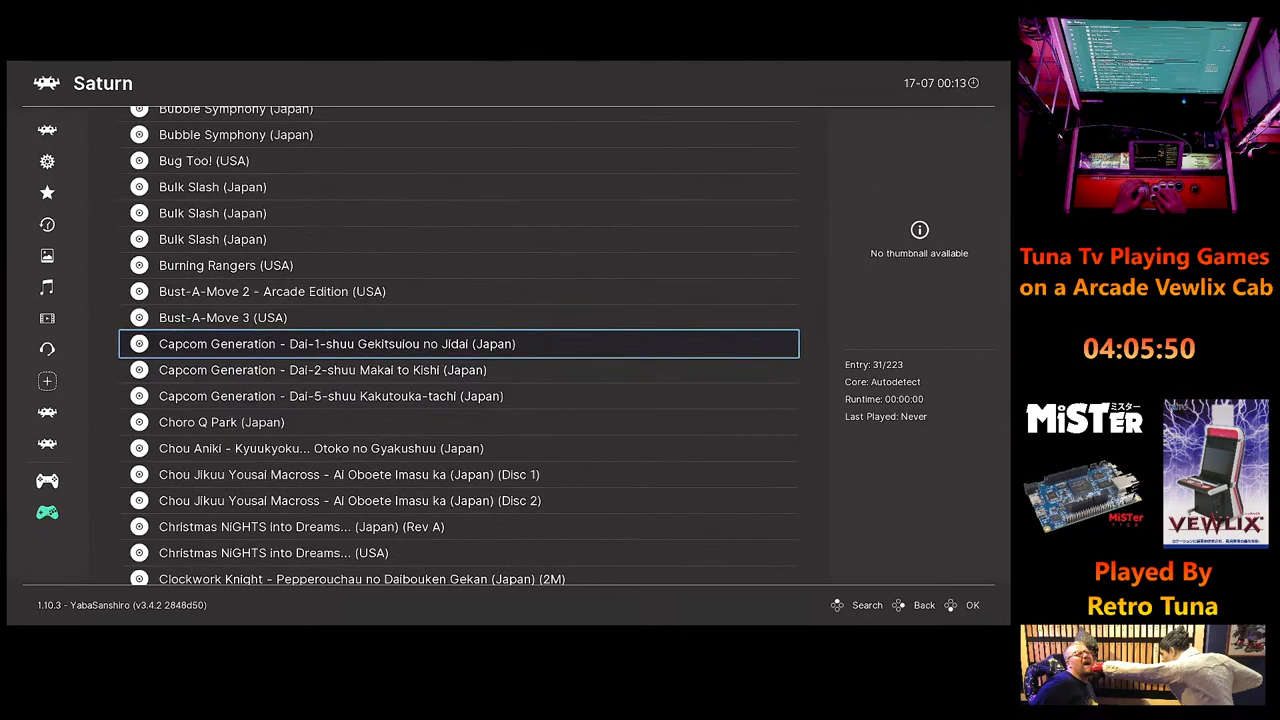 Saturn
17-07 00:13
Bubble Symphony (Japan)
Bubble Symphony (Japan)
Bug Too! (USA)
Bulk Slash (Japan)
Bulk Slash (Japan)
Bulk Slash (Japan)
Burning Rangers (USA)
Bust-A-Move 2 - Arcade Edition (USA)
Bust-A-Move 3 (USA)
Capcom Generation - Dai-1-shuu Gekitsuiou no Jidai (Japan)
Capcom Generation - Dai-2-shuu Makai to Kishi (Japan)
Capcom Generation - Dai-5-shuu Kakutouka-tachi (Japan)
Choro Q Park (Japan)
Chou Aniki - Kyuukyoku... Otoko no Gyakushuu (Japan)
Chou Jikuu Yousai Macross - Ai Oboete Imasu ka (Japan) (Disc 1)
Chou Jikuu Yousai Macross - Ai Oboete Imasu ka (Japan) (Disc 2)
Christmas NiGHTS into Dreams... (Japan) (Rev A)
Christmas NiGHTS into Dreams... (USA)
Clockwork Knight - Pepperouchau no Daibouken Gekan (Japan) (2M)
No thumbnail available
Entry: 31/223
Core: Autodetect
Runtime: 00:00:00
Last Played: Never
1.10.3 - YabaSanshiro (v3.4.2 2848d50)
Search
Back
OK
Tuna Tv Playing Games
on a Arcade Vewlix Cab
04:05:50
MiSTer
ミスター
MiSTer
VEWLIX
Played By
Retro Tuna